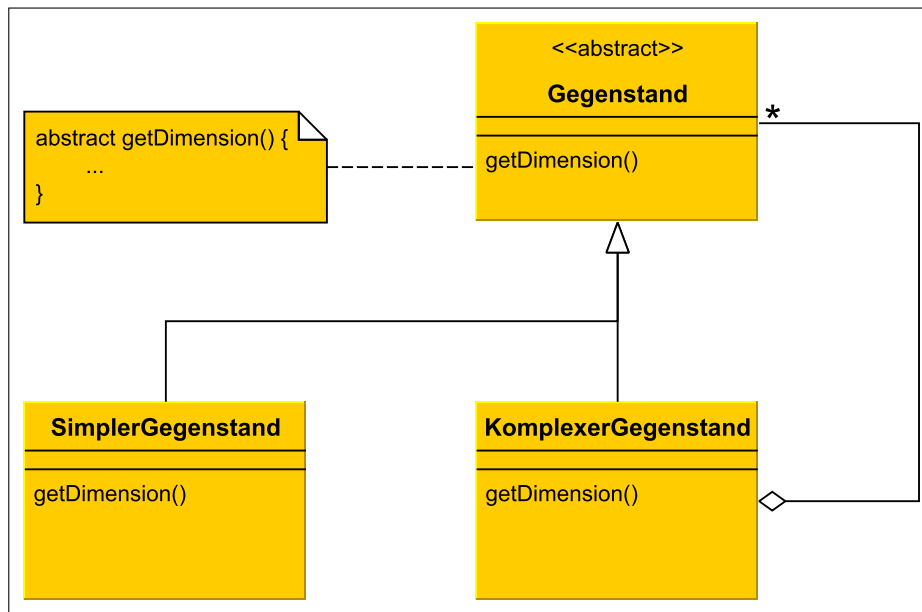 <<abstract>>
Gegenstand
*
getDimension()
abstract getDimension() {
...
}
SimplerGegenstand
getDimension()
KomplexerGegenstand
getDimension()